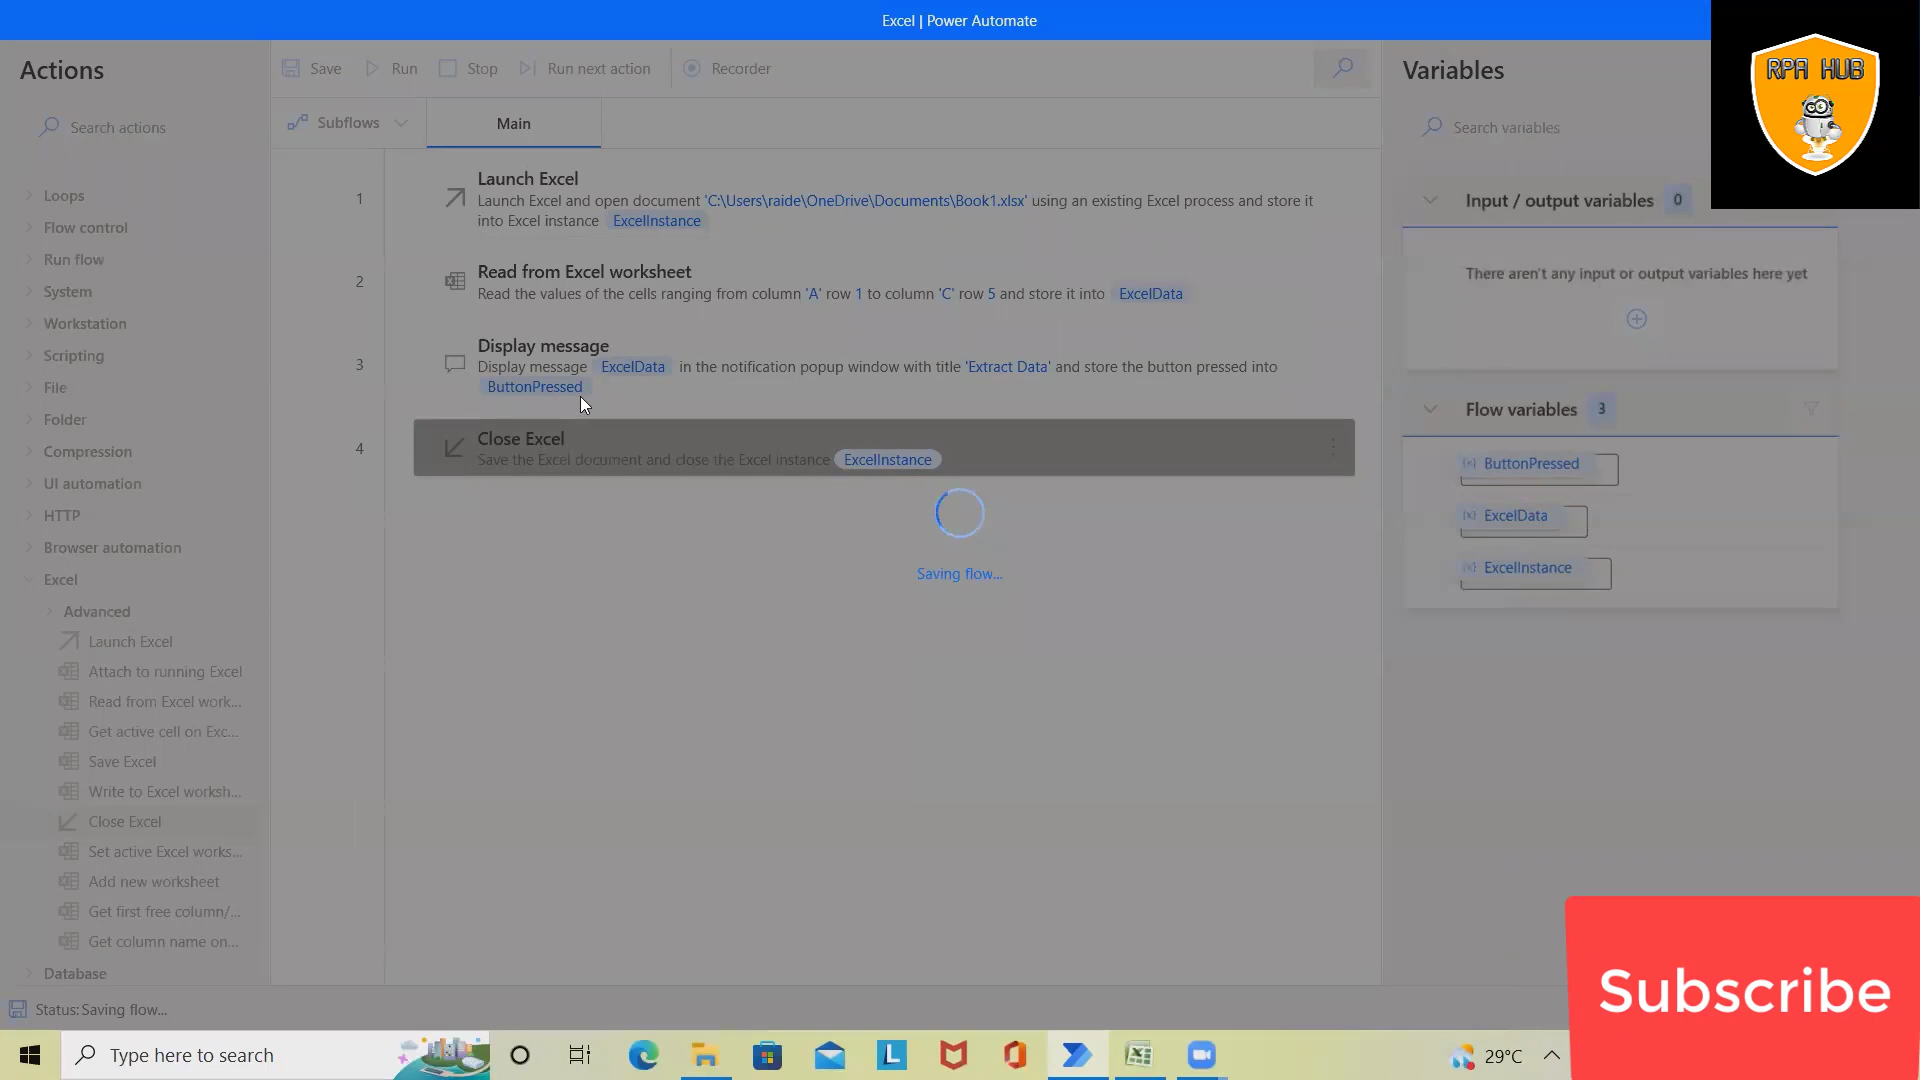 Excel | Power Automate
Actions
Search actions
Loops
Flow control
Run flow
System
Workstation
Scripting
File
Folder
Compression
UI automation
HTTP
Browser automation
Excel
Advanced
Launch Excel
Attach to running Excel
Read from Excel work...
Get active cell on Exc...
Save Excel
Write to Excel worksh...
Close Excel
Set active Excel works...
Add new worksheet
Get first free column/...
Get column name on...
Database
Save Run Stop Run next action Recorder
Subflows Main
1
Launch Excel
Launch Excel and open document 'C:\Users\raide\OneDrive\Documents\Book1.xlsx' using an existing Excel process and store it
into Excel instance ExcelInstance
2
Read from Excel worksheet
Read the values of the cells ranging from column 'A' row 1 to column 'C' row 5 and store it into ExcelData
3
Display message
Display message ExcelData in the notification popup window with title 'Extract Data' and store the button pressed into
ButtonPressed
4
Close Excel
Save the Excel document and close the Excel instance ExcelInstance
Saving flow...
Variables
Search variables
Input / output variables 0
There aren't any input or output variables here yet
Flow variables 3
{x} ButtonPressed
{x} ExcelData
{x} ExcelInstance
RPA HUB
Subscribe
Status: Saving flow...
Type here to search
L
29°C